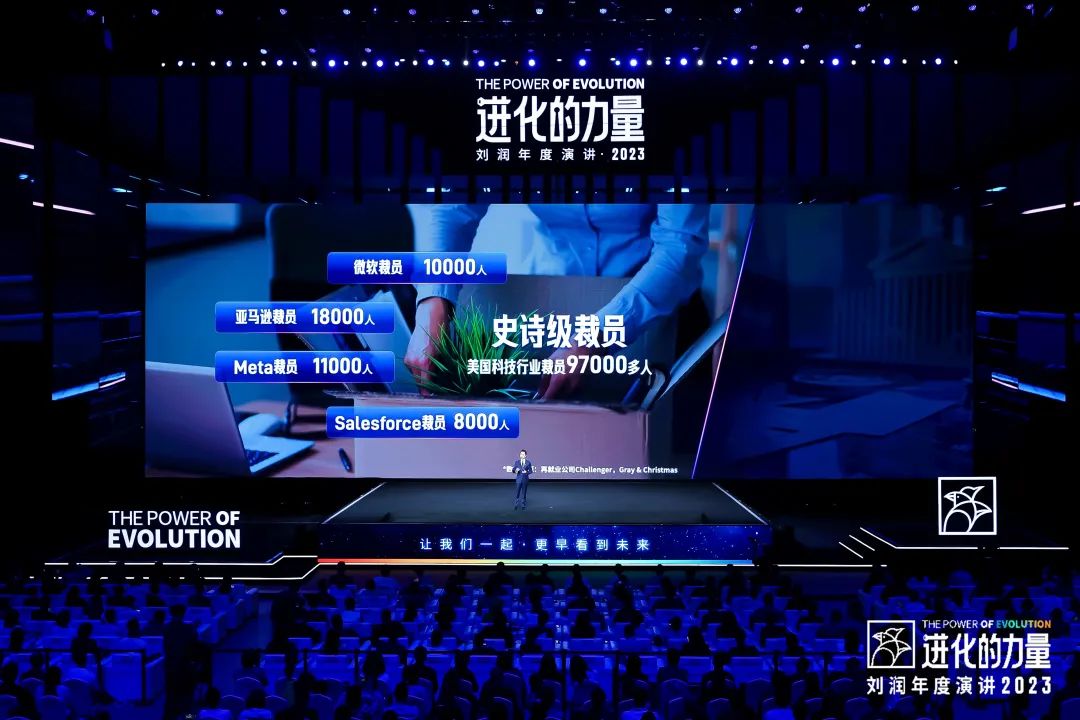 THE POWER OF EVOLUTION
进化的力量
刘润年度演讲·2023
微软裁员 10000人
亚马逊裁员 18000人
史诗级裁员
美国科技行业裁员97000多人
Meta裁员 11000人
Salesforce裁员 8000人
再就业公司Challenger,Gray & Christmas
THE POWER OF
EVOLUTION
让我们一起·更早看到未来
THE POWER OF EVOLUTION
进化的力量
刘润年度演讲2023